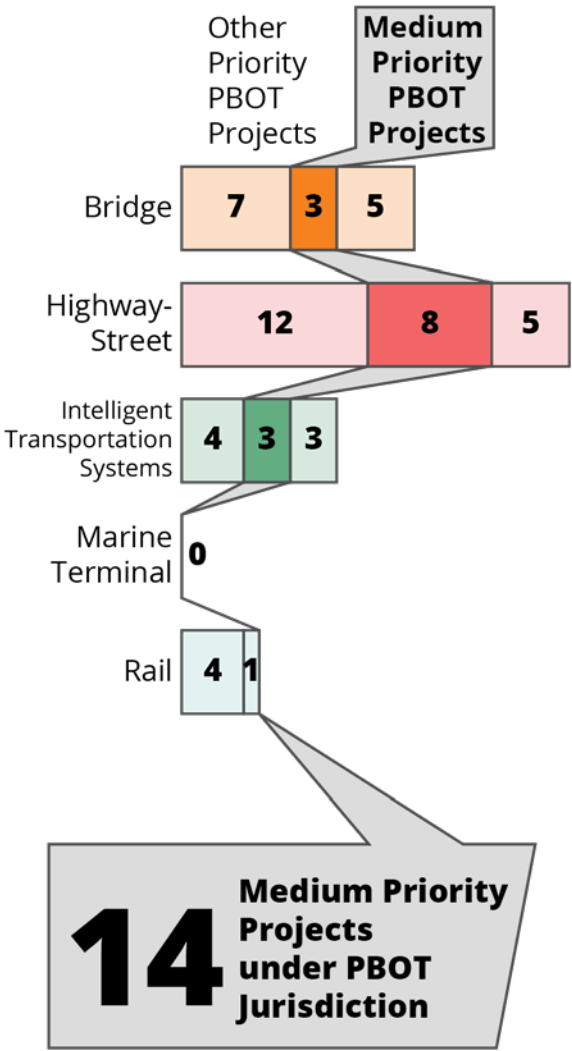 Other
Priority
PBOT
Projects
Medium
Priority
PBOT
Projects
Bridge
7 3 5
Highway-
Street
12 8 5
Intelligent
Transportation
Systems
4 3 3
Marine
Terminal
0
Rail
4 1
14
Medium Priority
Projects
under PBOT
Jurisdiction